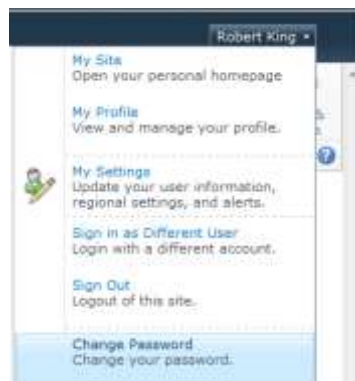 Robert King
My Site
Open your personal homepage
My Profile
View and manage your profile.
My Settings
Update your user information,
regional settings, and alerts.
Sign in as Different User
Login with a different account.
Sign Out
Logout of this site.
Change Password
Change your password.